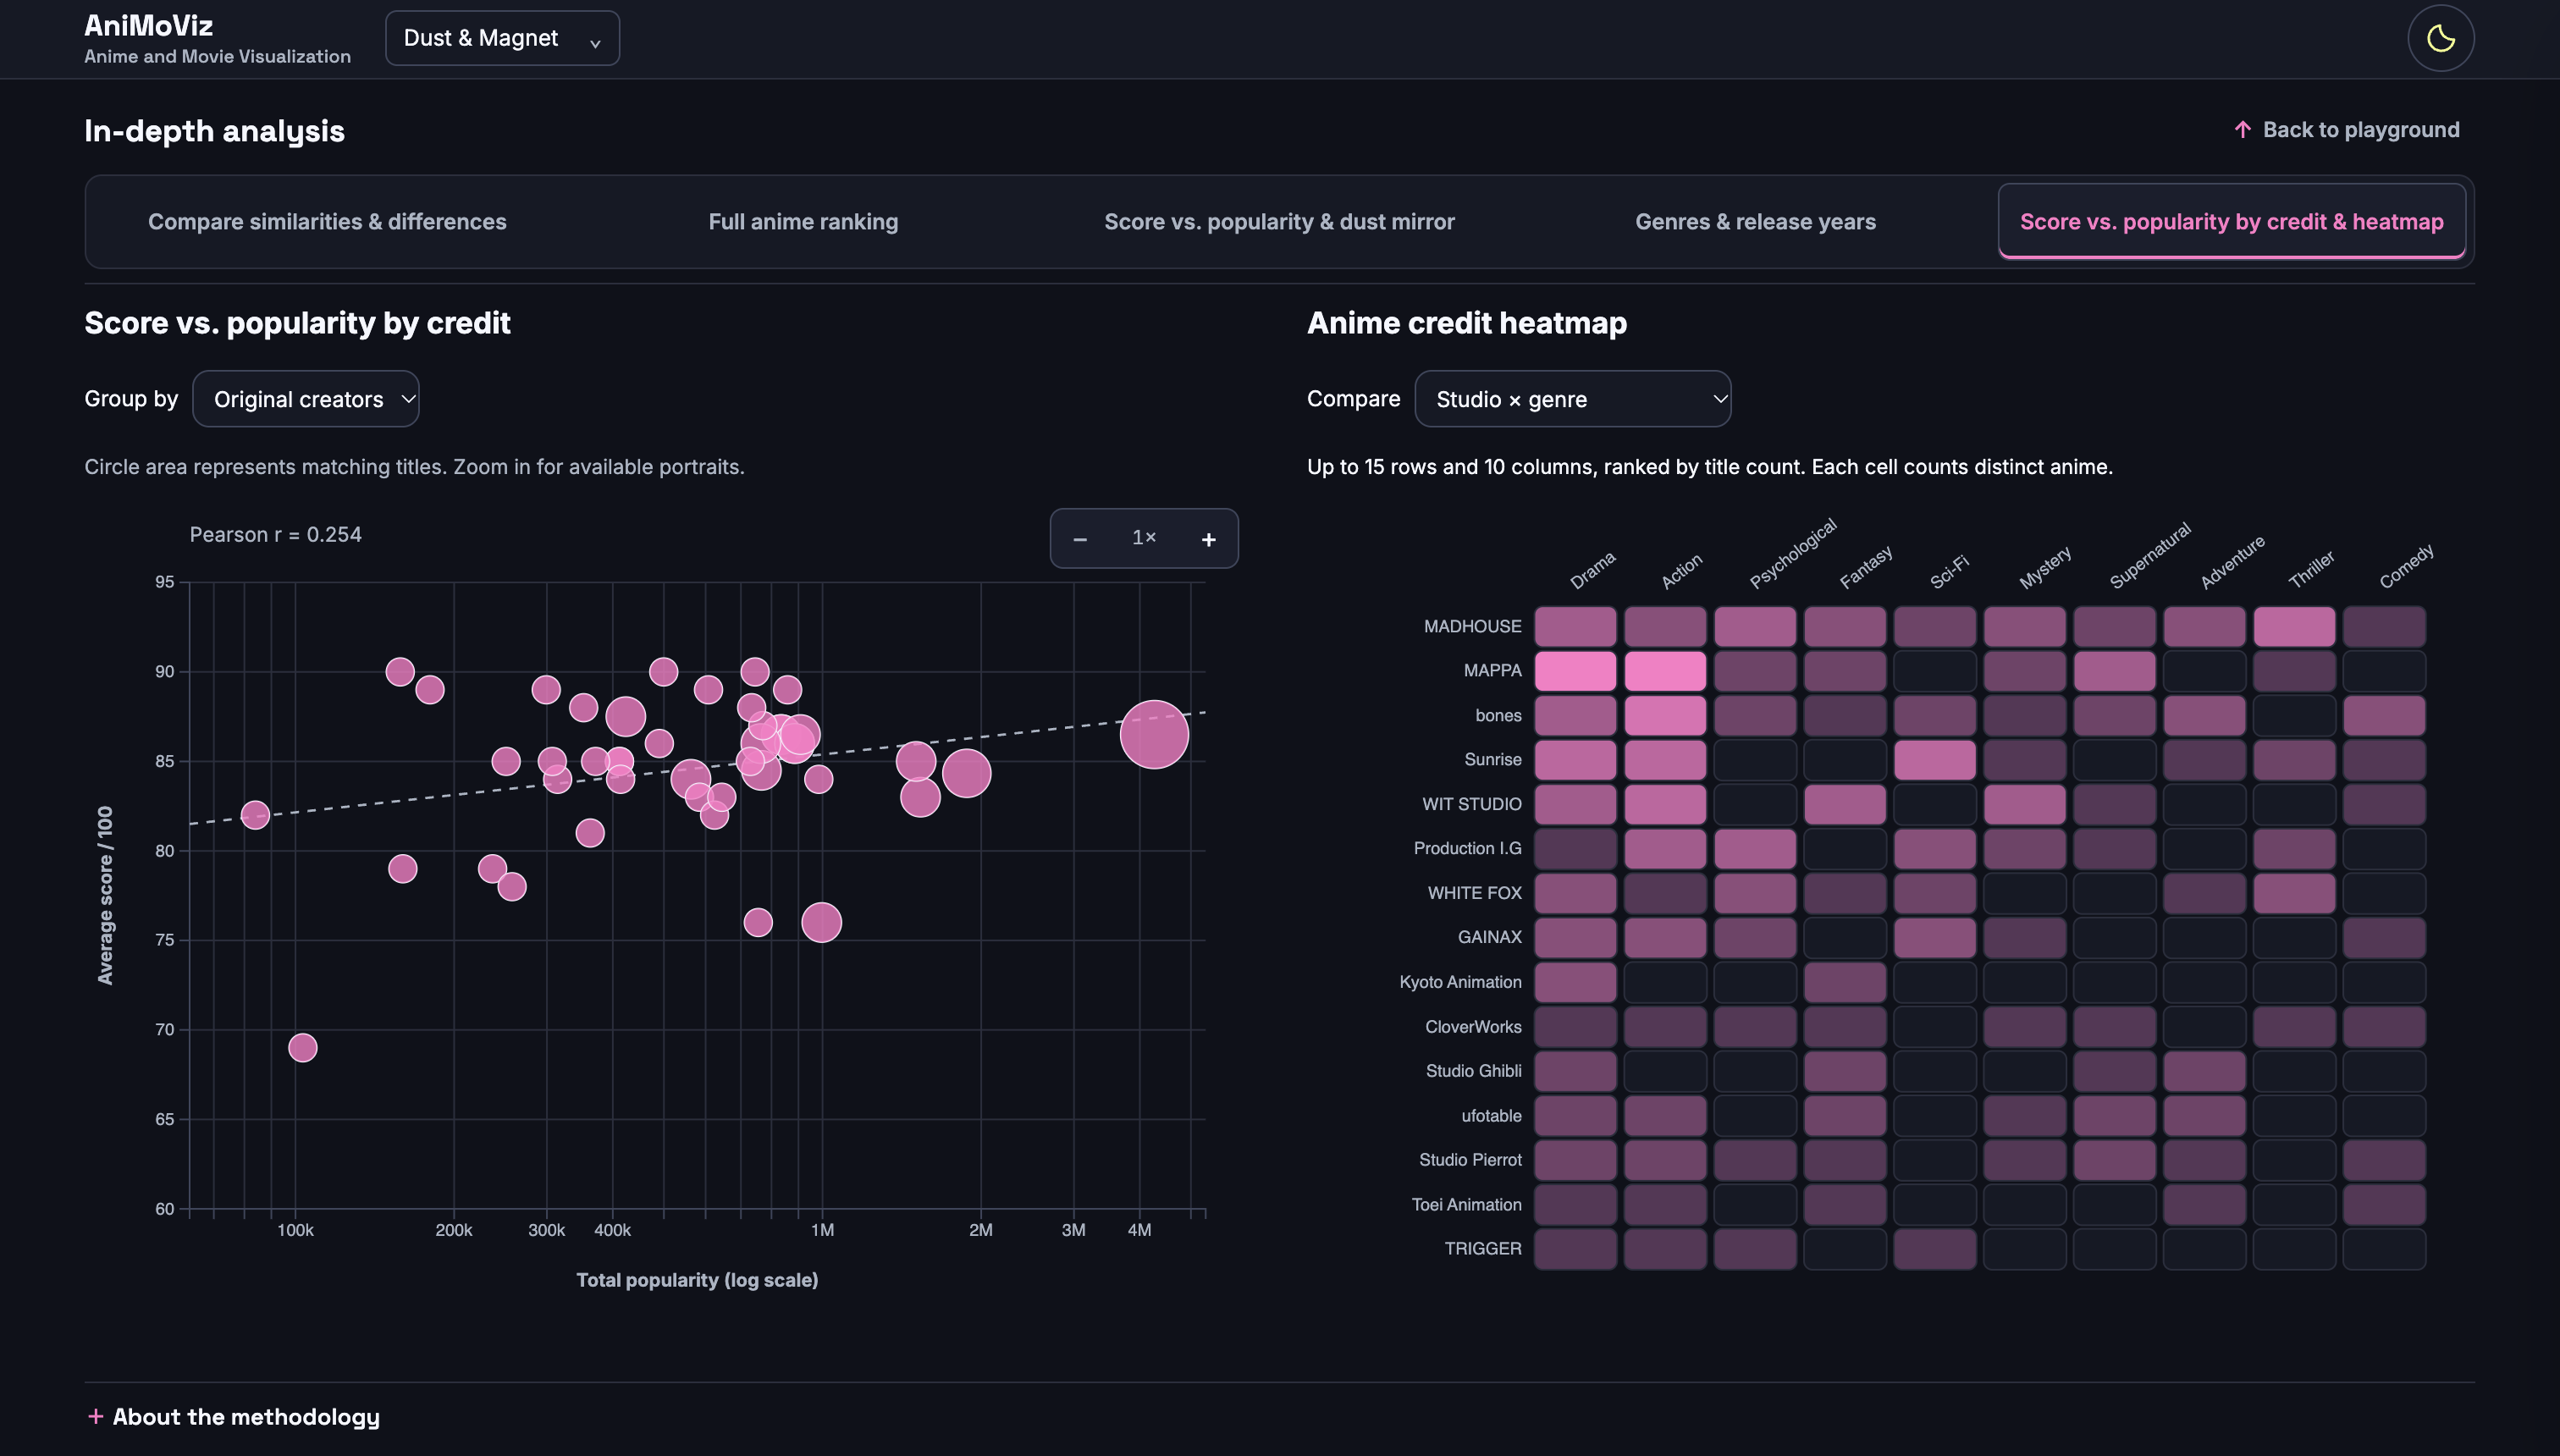 AniMoViz
Anime and Movie Visualization
Dust & Magnet
In-depth analysis
↑ Back to playground
Compare similarities & differences
Full anime ranking
Score vs. popularity & dust mirror
Genres & release years
Score vs. popularity by credit & heatmap
Score vs. popularity by credit
Group by
Original creators
Circle area represents matching titles. Zoom in for available portraits.
Pearson r = 0.254
− 1× +
95
90
85
80
75
70
65
60
Average score / 100
100k 200k 300k 400k 1M 2M 3M 4M
Total popularity (log scale)
Anime credit heatmap
Compare
Studio × genre
Up to 15 rows and 10 columns, ranked by title count. Each cell counts distinct anime.
Drama Action Psychological Fantasy Sci-Fi Mystery Supernatural Adventure Thriller Comedy
MADHOUSE
MAPPA
bones
Sunrise
WIT STUDIO
Production I.G
WHITE FOX
GAINAX
Kyoto Animation
CloverWorks
Studio Ghibli
ufotable
Studio Pierrot
Toei Animation
TRIGGER
+ About the methodology